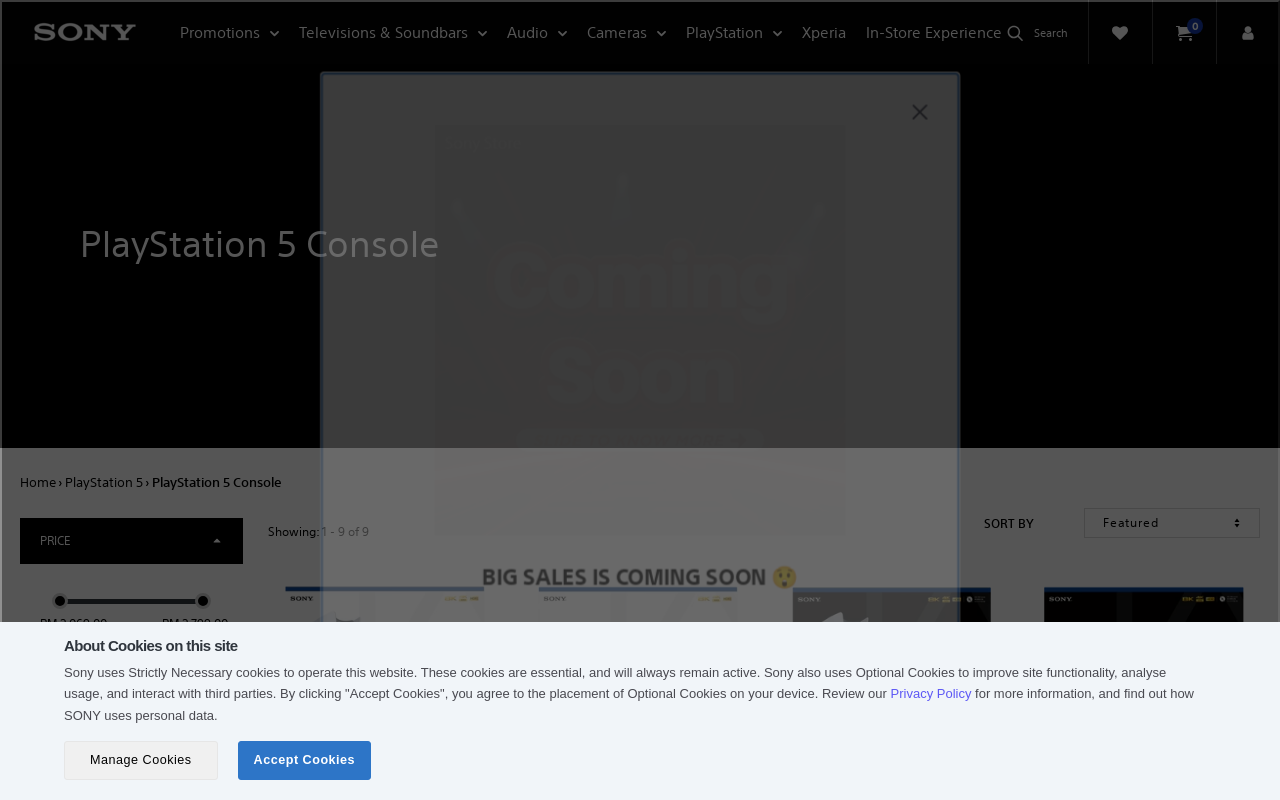 SONY
Promotions
Televisions & Soundbars
Audio
Cameras
PlayStation
Xperia
In-Store Experience
Search
0
Coming
Soon
PlayStation 5 Console
Home › PlayStation 5 › PlayStation 5 Console
PRICE
Showing: 1 - 9 of 9
SORT BY
Featured
BIG SALES IS COMING SOON 😲
SONY
SONY
SONY
About Cookies on this site
Sony uses Strictly Necessary cookies to operate this website. These cookies are essential, and will always remain active. Sony also uses Optional Cookies to improve site functionality, analyse
usage, and interact with third parties. By clicking "Accept Cookies", you agree to the placement of Optional Cookies on your device. Review our Privacy Policy for more information, and find out how
SONY uses personal data.
Manage Cookies
Accept Cookies